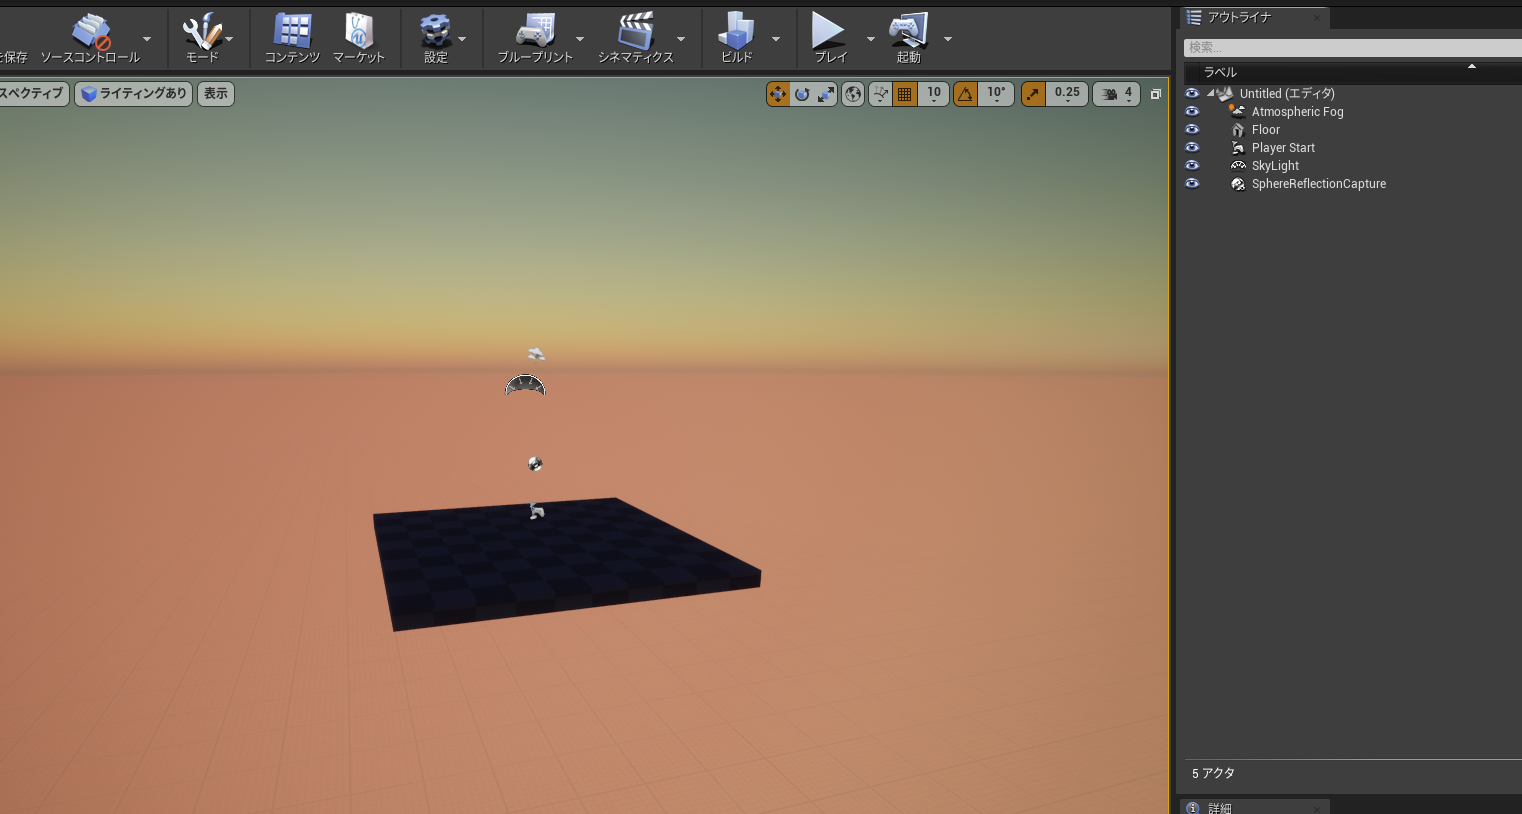 を保存 ソースコントロール モード コンテンツ マーケット 設定 ブループリント シネマティクス ビルド プレイ 起動
スペクティブ ライティングあり 表示 10 10° 0.25 4
アウトライナ
検索...
ラベル
Untitled (エディタ)
Atmospheric Fog
Floor
Player Start
SkyLight
SphereReflectionCapture
5 アクタ
詳細